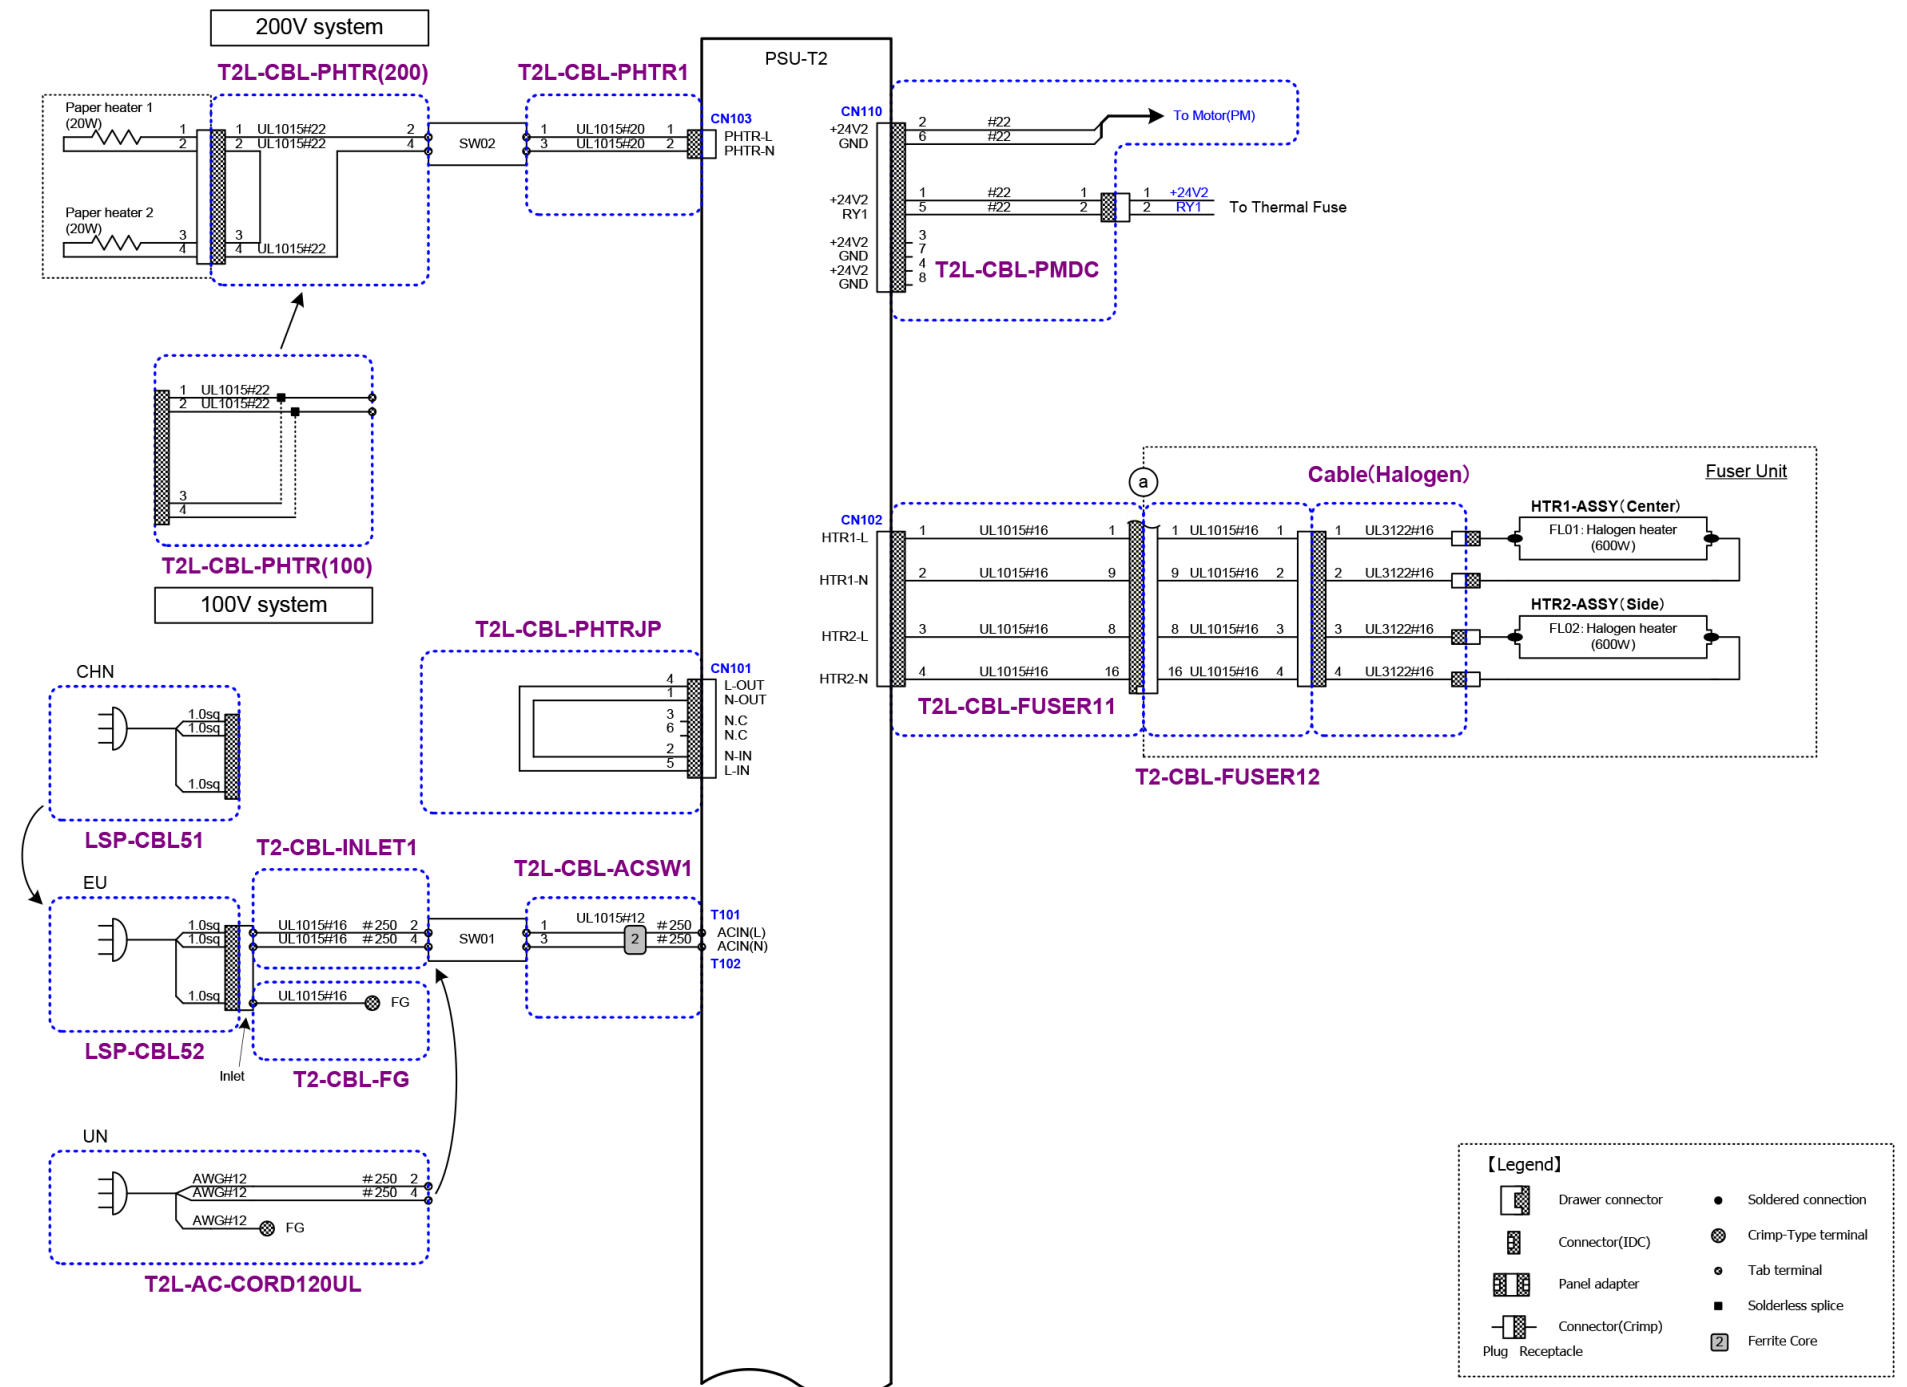 200V system
T2L-CBL-PHTR(200)
T2L-CBL-PHTR1
PSU-T2
Paper heater 1
(20W)
1
2
1 UL1015#22 2
2 UL1015#22 4
SW02
1 UL1015#20 1
3 UL1015#20 2
CN103
PHTR-L
PHTR-N
Paper heater 2
(20W)
3
4
3
4 UL1015#22
CN110
+24V2 2 #22
GND 6 #22
To Motor(PM)
+24V2 1 #22 1 1 +24V2
RY1 5 #22 2 2 RY1
To Thermal Fuse
+24V2 3
GND 7
+24V2 4
GND 8
T2L-CBL-PMDC
1 UL1015#22
2 UL1015#22
3
4
T2L-CBL-PHTR(100)
100V system
a
Cable(Halogen)
Fuser Unit
CN102
HTR1-L 1 UL1015#16 1 1 UL1015#16 1 1 UL3122#16
HTR1-N 2 UL1015#16 9 9 UL1015#16 2 2 UL3122#16
HTR2-L 3 UL1015#16 8 8 UL1015#16 3 3 UL3122#16
HTR2-N 4 UL1015#16 16 16 UL1015#16 4 4 UL3122#16
HTR1-ASSY(Center)
FL01: Halogen heater
(600W)
HTR2-ASSY(Side)
FL02: Halogen heater
(600W)
T2L-CBL-FUSER11
T2-CBL-FUSER12
T2L-CBL-PHTRJP
CN101
4 L-OUT
1 N-OUT
3 N.C
6 N.C
2 N-IN
5 L-IN
CHN
1.0sq
1.0sq
1.0sq
LSP-CBL51
T2-CBL-INLET1
T2L-CBL-ACSW1
EU
1.0sq
1.0sq
1.0sq
UL1015#16 #250 2
UL1015#16 #250 4
SW01
1 UL1015#12 #250
3 2 #250
T101
ACIN(L)
ACIN(N)
T102
UL1015#16 FG
LSP-CBL52
Inlet
T2-CBL-FG
UN
AWG#12 #250 2
AWG#12 #250 4
AWG#12 FG
T2L-AC-CORD120UL
【Legend】
Drawer connector
Soldered connection
Connector(IDC)
Crimp-Type terminal
Panel adapter
Tab terminal
Connector(Crimp)
Solderless splice
Plug Receptacle
2 Ferrite Core